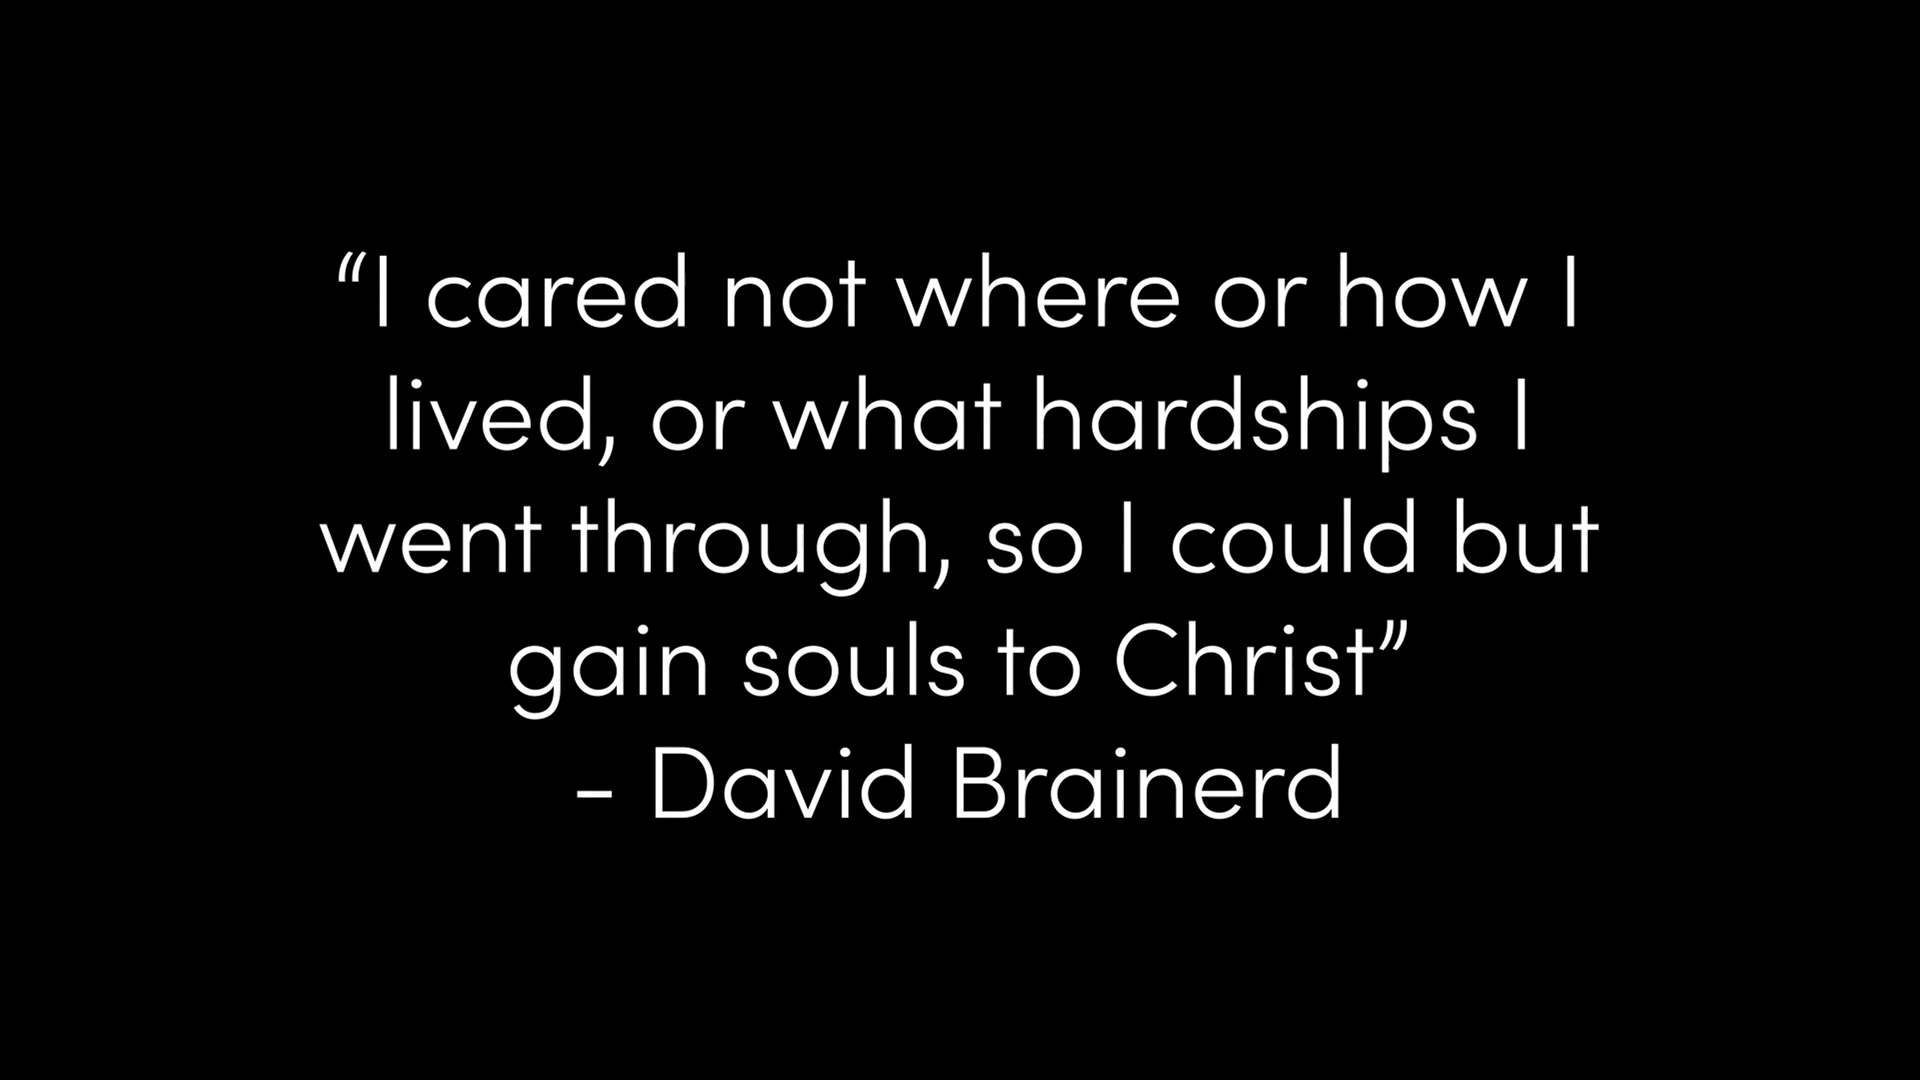 “I cared not where or how I
lived, or what hardships I
went through, so I could but
gain souls to Christ”
- David Brainerd